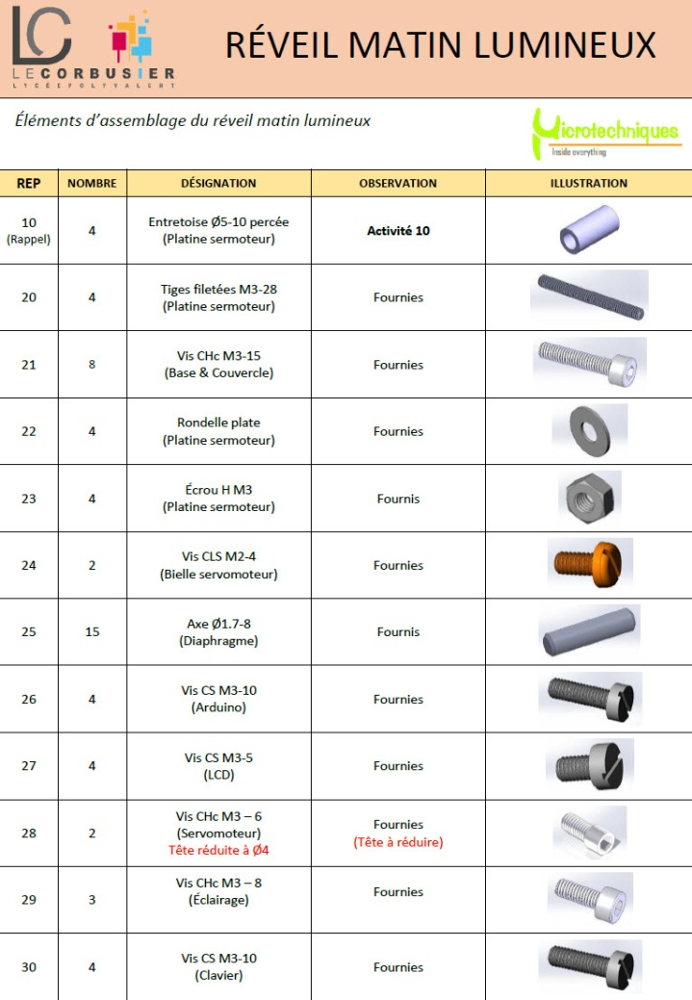 LC
LECORBUSIER
LYCÉEPOLYVALENT
RÉVEIL MATIN LUMINEUX
Éléments d’assemblage du réveil matin lumineux
Microtechniques
Inside everything
REP NOMBRE DÉSIGNATION OBSERVATION ILLUSTRATION
10
(Rappel)
4
Entretoise Ø5-10 percée
(Platine sermoteur)
Activité 10
20
4
Tiges filetées M3-28
(Platine sermoteur)
Fournies
21
8
Vis CHc M3-15
(Base & Couvercle)
Fournies
22
4
Rondelle plate
(Platine sermoteur)
Fournies
23
4
Écrou H M3
(Platine sermoteur)
Fournis
24
2
Vis CLS M2-4
(Bielle servomoteur)
Fournies
25
15
Axe Ø1.7-8
(Diaphragme)
Fournis
26
4
Vis CS M3-10
(Arduino)
Fournies
27
4
Vis CS M3-5
(LCD)
Fournies
28
2
Vis CHc M3 – 6
(Servomoteur)
Tête réduite à Ø4
Fournies
(Tête à réduire)
29
3
Vis CHc M3 – 8
(Éclairage)
Fournies
30
4
Vis CS M3-10
(Clavier)
Fournies